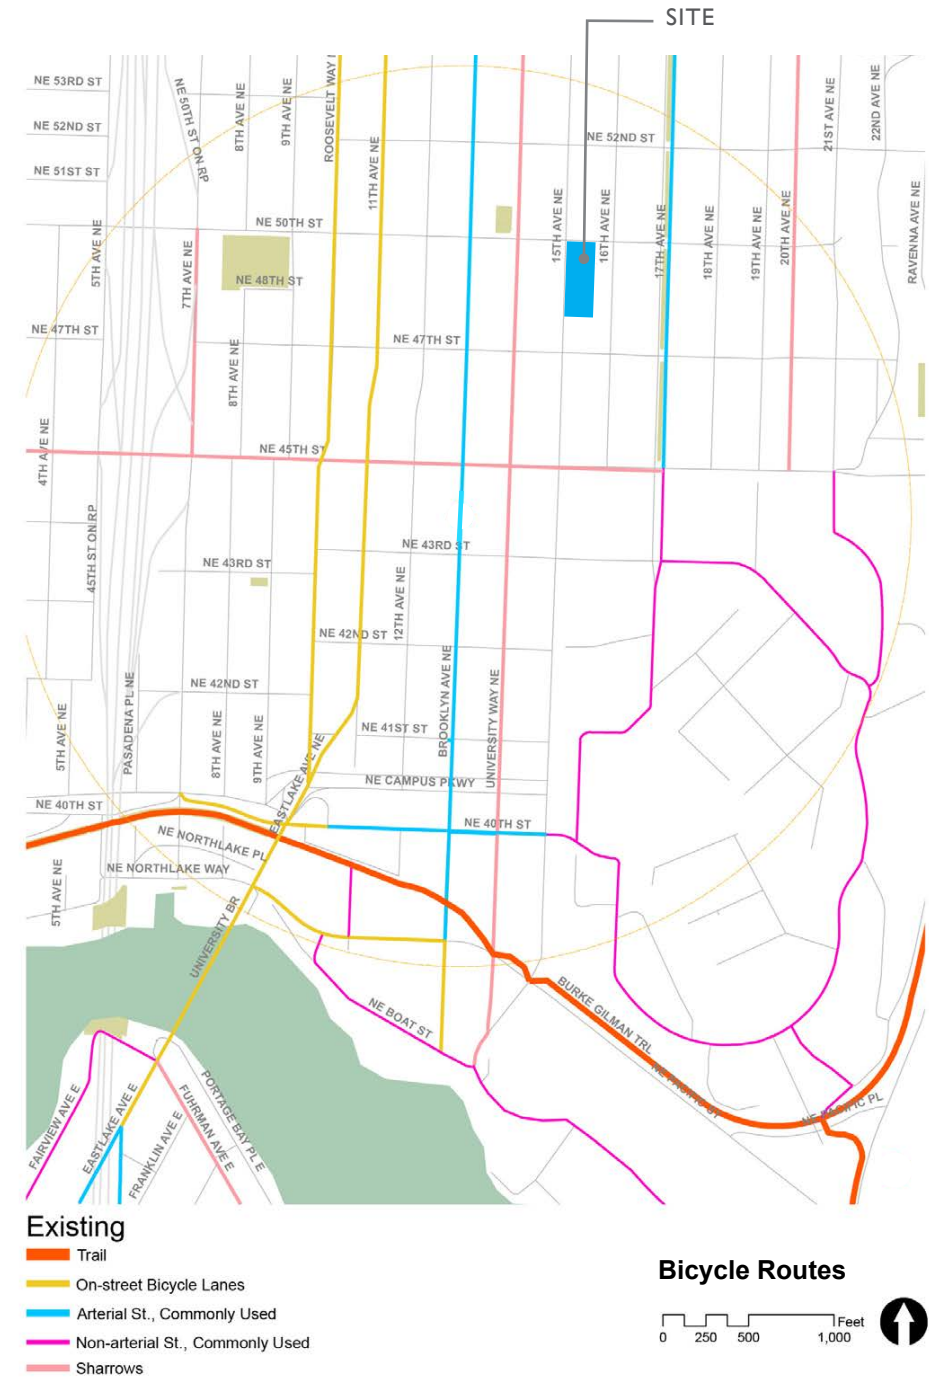 SITE
NE 53RD ST
NE 52ND ST
NE 51ST ST
NE 50TH ST ON RP
8TH AVE NE
9TH AVE NE
ROOSEVELT WAY
11TH AVE NE
NE 52ND ST
21ST AVE NE
22ND AVE NE
5TH AVE NE
7TH AVE NE
NE 50TH ST
15TH AVE NE
16TH AVE NE
17TH AVE NE
18TH AVE NE
19TH AVE NE
20TH AVE NE
RAVENNA AVE NE
NE 48TH ST
NE 47TH ST
8TH AVE NE
NE 47TH ST
4TH AVE NE
NE 45TH ST
45TH ST ON RP
NE 43RD ST
NE 43RD ST
12TH AVE NE
NE 42ND ST
NE 42ND ST
5TH AVE NE
PASADENA PL NE
8TH AVE NE
9TH AVE NE
EASTLAKE AVE NE
NE 41ST ST
BROOKLYN AVE NE
UNIVERSITY WAY NE
NE CAMPUS PKWY
NE 40TH ST
NE 40TH ST
NE NORTHLAKE PL
NE NORTHLAKE WAY
5TH AVE NE
UNIVERSITY BR
NE BOAT ST
BURKE GILMAN TRL
NE PACIFIC ST
NE PACIFIC PL
FAIRVIEW AVE E
EASTLAKE AVE E
FRANKLIN AVE E
FUHRMAN AVE E
PORTAGE BAY PL E
Existing
Trail
On-street Bicycle Lanes
Arterial St., Commonly Used
Non-arterial St., Commonly Used
Sharrows
Bicycle Routes
Feet
0 250 500 1,000